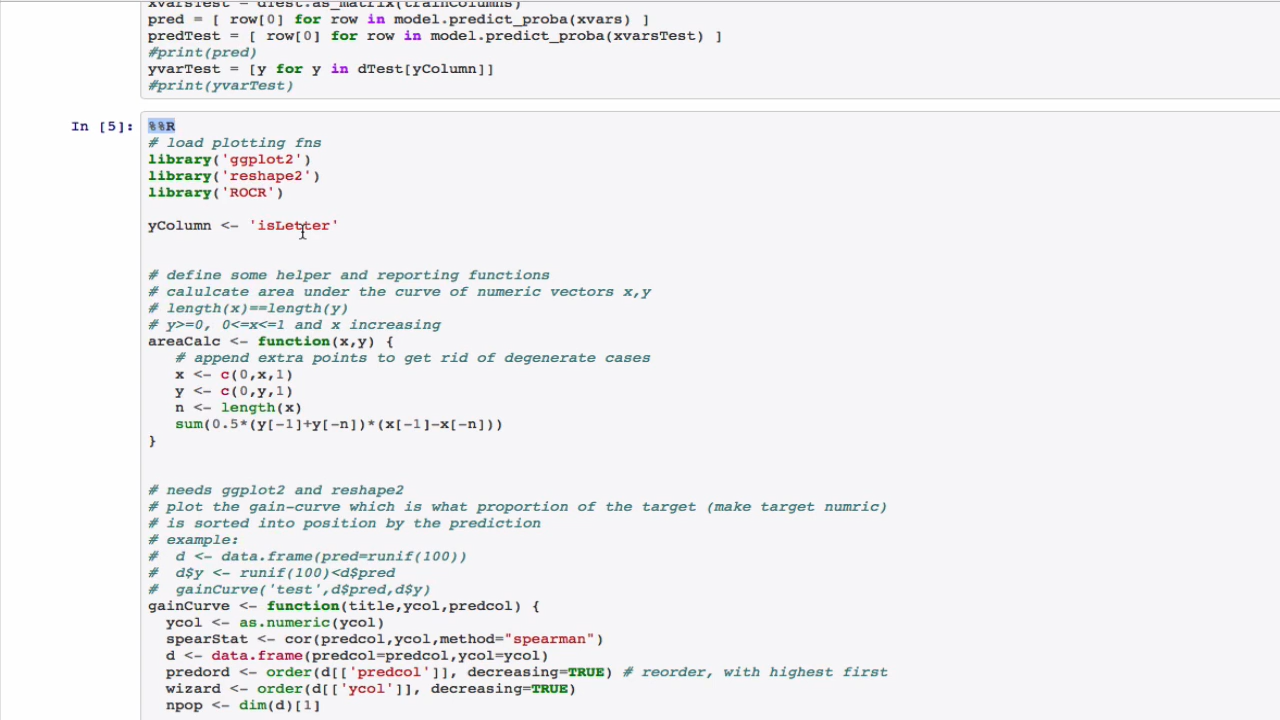 xvarsTest = dTest.as_matrix(trainColumns)
pred = [ row[0] for row in model.predict_proba(xvars) ]
predTest = [ row[0] for row in model.predict_proba(xvarsTest) ]
#print(pred)
yvarTest = [y for y in dTest[yColumn]]
#print(yvarTest)
In [5]:
%%R
# load plotting fns
library('ggplot2')
library('reshape2')
library('ROCR')
yColumn <- 'isLetter'
# define some helper and reporting functions
# calulcate area under the curve of numeric vectors x,y
# length(x)==length(y)
# y>=0, 0<=x<=1 and x increasing
areaCalc <- function(x,y) {
# append extra points to get rid of degenerate cases
x <- c(0,x,1)
y <- c(0,y,1)
n <- length(x)
sum(0.5*(y[-1]+y[-n])*(x[-1]-x[-n]))
}
# needs ggplot2 and reshape2
# plot the gain-curve which is what proportion of the target (make target numric)
# is sorted into position by the prediction
# example:
# d <- data.frame(pred=runif(100))
# d$y <- runif(100)<d$pred
# gainCurve('test',d$pred,d$y)
gainCurve <- function(title,ycol,predcol) {
ycol <- as.numeric(ycol)
spearStat <- cor(predcol,ycol,method="spearman")
d <- data.frame(predcol=predcol,ycol=ycol)
predord <- order(d[['predcol']], decreasing=TRUE) # reorder, with highest first
wizard <- order(d[['ycol']], decreasing=TRUE)
npop <- dim(d)[1]